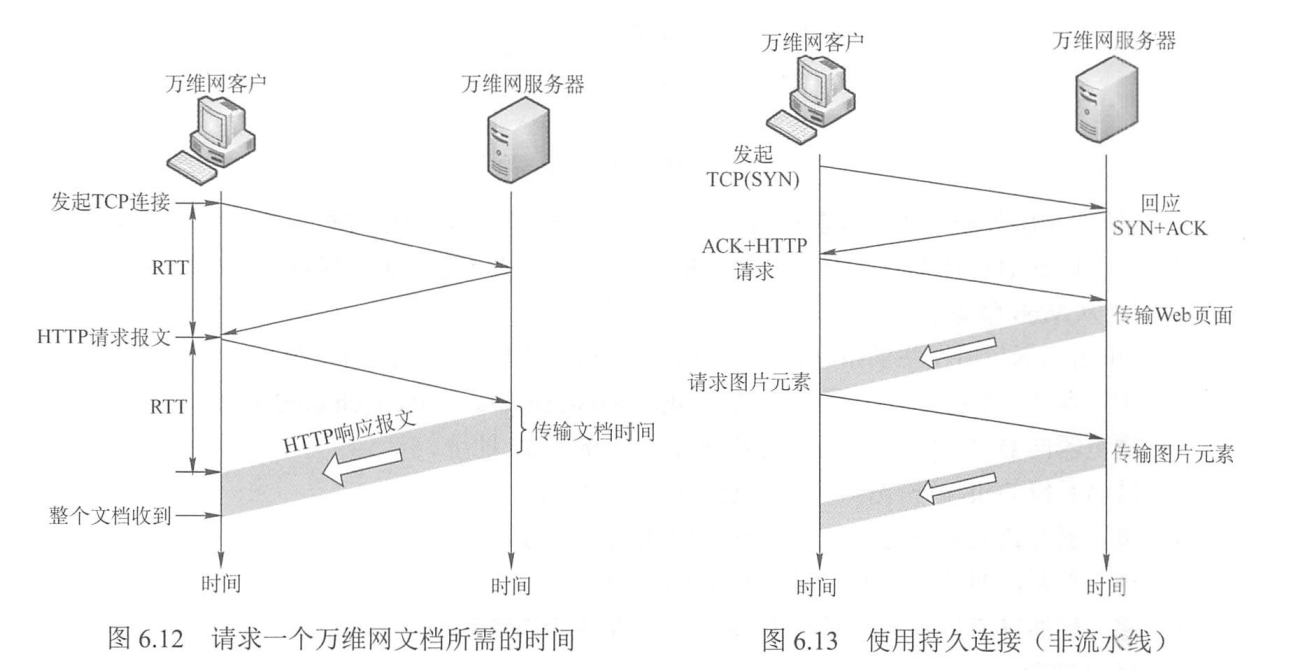 万维网客户
万维网服务器
发起TCP连接
RTT
HTTP请求报文
RTT
HTTP响应报文
传输文档时间
整个文档收到
时间
时间
图 6.12 请求一个万维网文档所需的时间
万维网客户
万维网服务器
发起
TCP(SYN)
回应
SYN+ACK
ACK+HTTP
请求
传输Web页面
请求图片元素
传输图片元素
时间
时间
图 6.13 使用持久连接（非流水线）